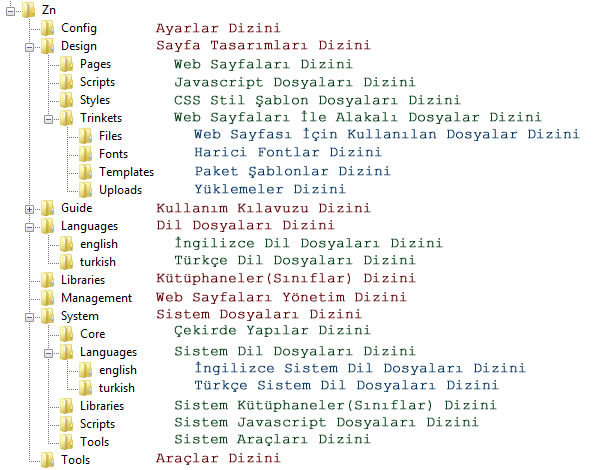 Zn
Config Ayarlar Dizini
Design Sayfa Tasarımları Dizini
Pages Web Sayfaları Dizini
Scripts Javascript Dosyaları Dizini
Styles CSS Stil Şablon Dosyaları Dizini
Trinkets Web Sayfaları İle Alakalı Dosyalar Dizini
Files Web Sayfası İçin Kullanılan Dosyalar Dizini
Fonts Harici Fontlar Dizini
Templates Paket Şablonlar Dizini
Uploads Yüklemeler Dizini
Guide Kullanım Kılavuzu Dizini
Languages Dil Dosyaları Dizini
english İngilizce Dil Dosyaları Dizini
turkish Türkçe Dil Dosyaları Dizini
Libraries Kütüphaneler(Sınıflar) Dizini
Management Web Sayfaları Yönetim Dizini
System Sistem Dosyaları Dizini
Core Çekirde Yapılar Dizini
Languages Sistem Dil Dosyaları Dizini
english İngilizce Sistem Dil Dosyaları Dizini
turkish Türkçe Sistem Dil Dosyaları Dizini
Libraries Sistem Kütüphaneler(Sınıflar) Dizini
Scripts Sistem Javascript Dosyaları Dizini
Tools Sistem Araçları Dizini
Tools Araçlar Dizini